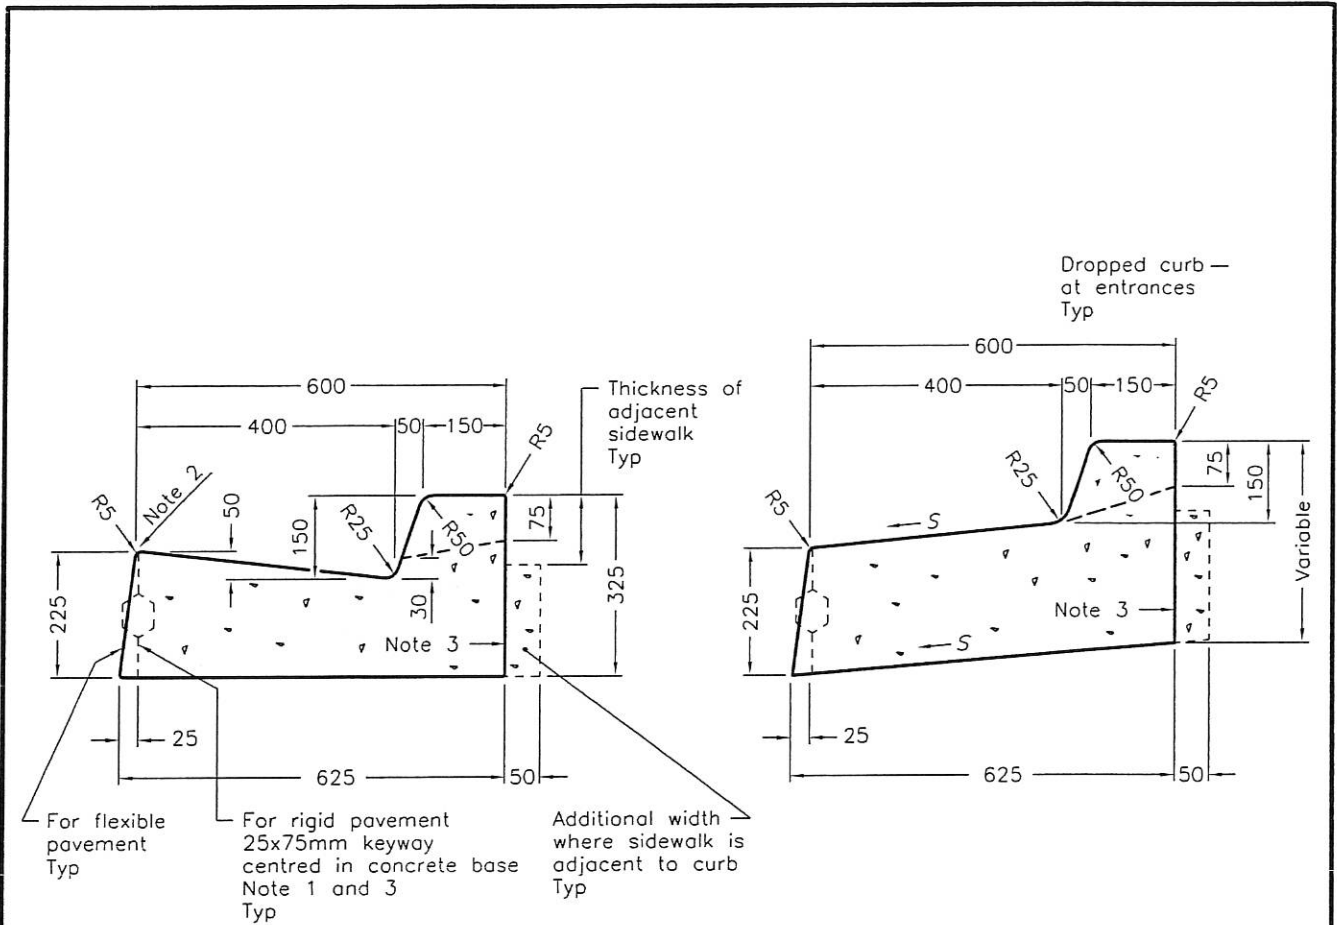 Dropped curb
at entrances
Typ
600
400
50
150
R5
Thickness of
adjacent
sidewalk
Typ
R5
Note 2
50
150
R25
R50
75
30
325
225
Note 3
25
625
50
For flexible
pavement
Typ
For rigid pavement
25x75mm keyway
centred in concrete base
Note 1 and 3
Typ
Additional width
where sidewalk is
adjacent to curb
Typ
600
400
50
150
R5
R25
R50
75
150
Variable
R5
S
225
Note 3
S
25
625
50